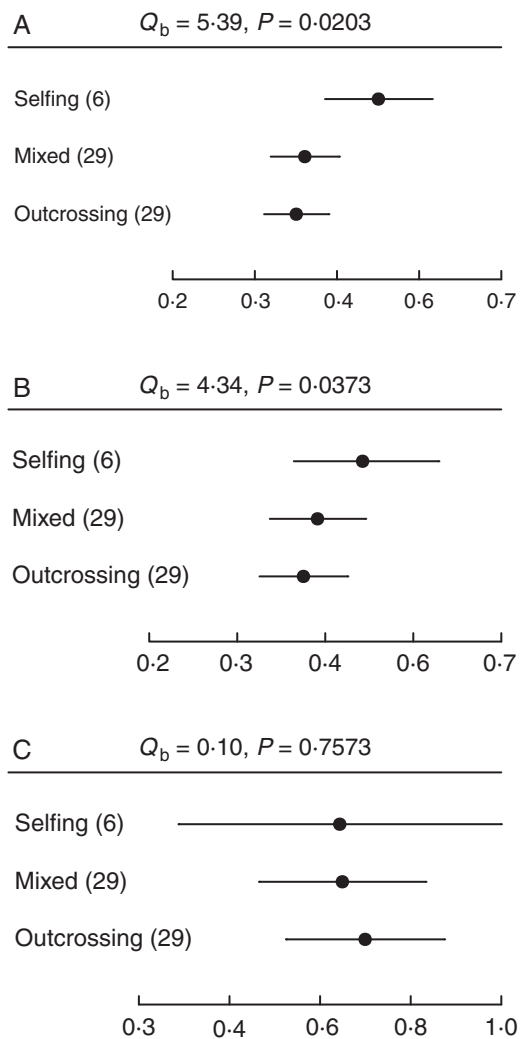 A Q_b = 5·39, P = 0·0203
Selfing (6)
Mixed (29)
Outcrossing (29)
0·2 0·3 0·4 0·6 0·7
B Q_b = 4·34, P = 0·0373
Selfing (6)
Mixed (29)
Outcrossing (29)
0·2 0·3 0·4 0·6 0·7
C Q_b = 0·10, P = 0·7573
Selfing (6)
Mixed (29)
Outcrossing (29)
0·3 0·4 0·6 0·8 1·0